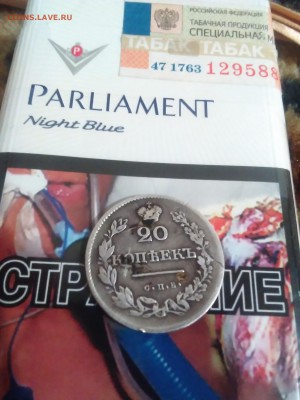 coins.lave.ru
РОССИЙСКАЯ ФЕДЕРАЦИЯ
ТАБАЧНАЯ ПРОДУКЦИЯ
СПЕЦИАЛЬНАЯ М
ТАБАК ТАБАК
47 1763 129588
P
PARLIAMENT
Night Blue
20
КОПѢЕКЪ
С.П.Б.
СТР ИЕ